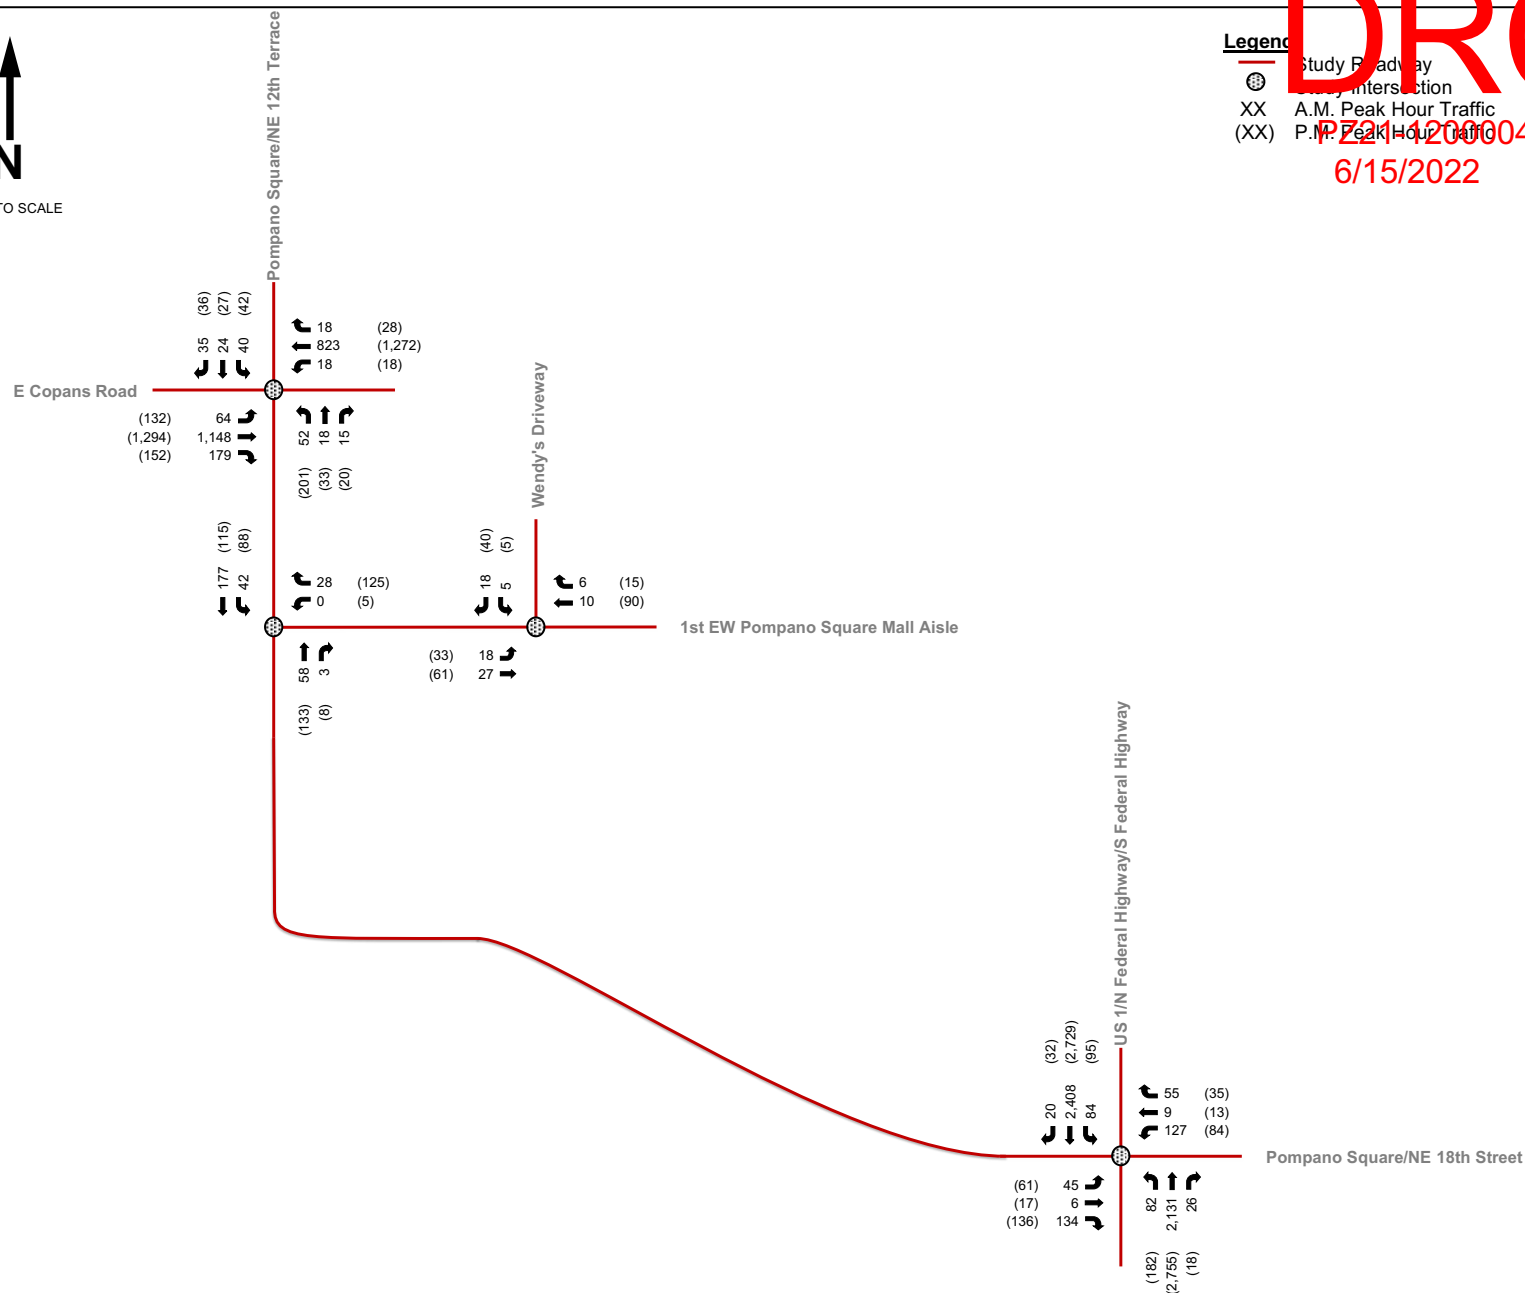 DR
Legend
Study Roadway
Study Intersection
XX A.M. Peak Hour Traffic
(XX) P.M. Peak Hour Traffic
PZ21-1200004
6/15/2022
N
TO SCALE
Pompano Square/NE 12th Terrace
(36) (27) (42)
35 24 40
18 (28)
823 (1,272)
18 (18)
E Copans Road
(132) 64
(1,294) 1,148
(152) 179
52 18 15
(201) (33) (20)
Wendy's Driveway
(115) (88)
177 42
28 (125)
0 (5)
(40) (5)
18 5
6 (15)
10 (90)
1st EW Pompano Square Mall Aisle
58 3
(133) (8)
(33) 18
(61) 27
US 1/N Federal Highway/S Federal Highway
(32) (2,729) (95)
20 2,408 84
55 (35)
9 (13)
127 (84)
Pompano Square/NE 18th Street
(61) 45
(17) 6
(136) 134
82 2,131 26
(182) (2,755) (18)